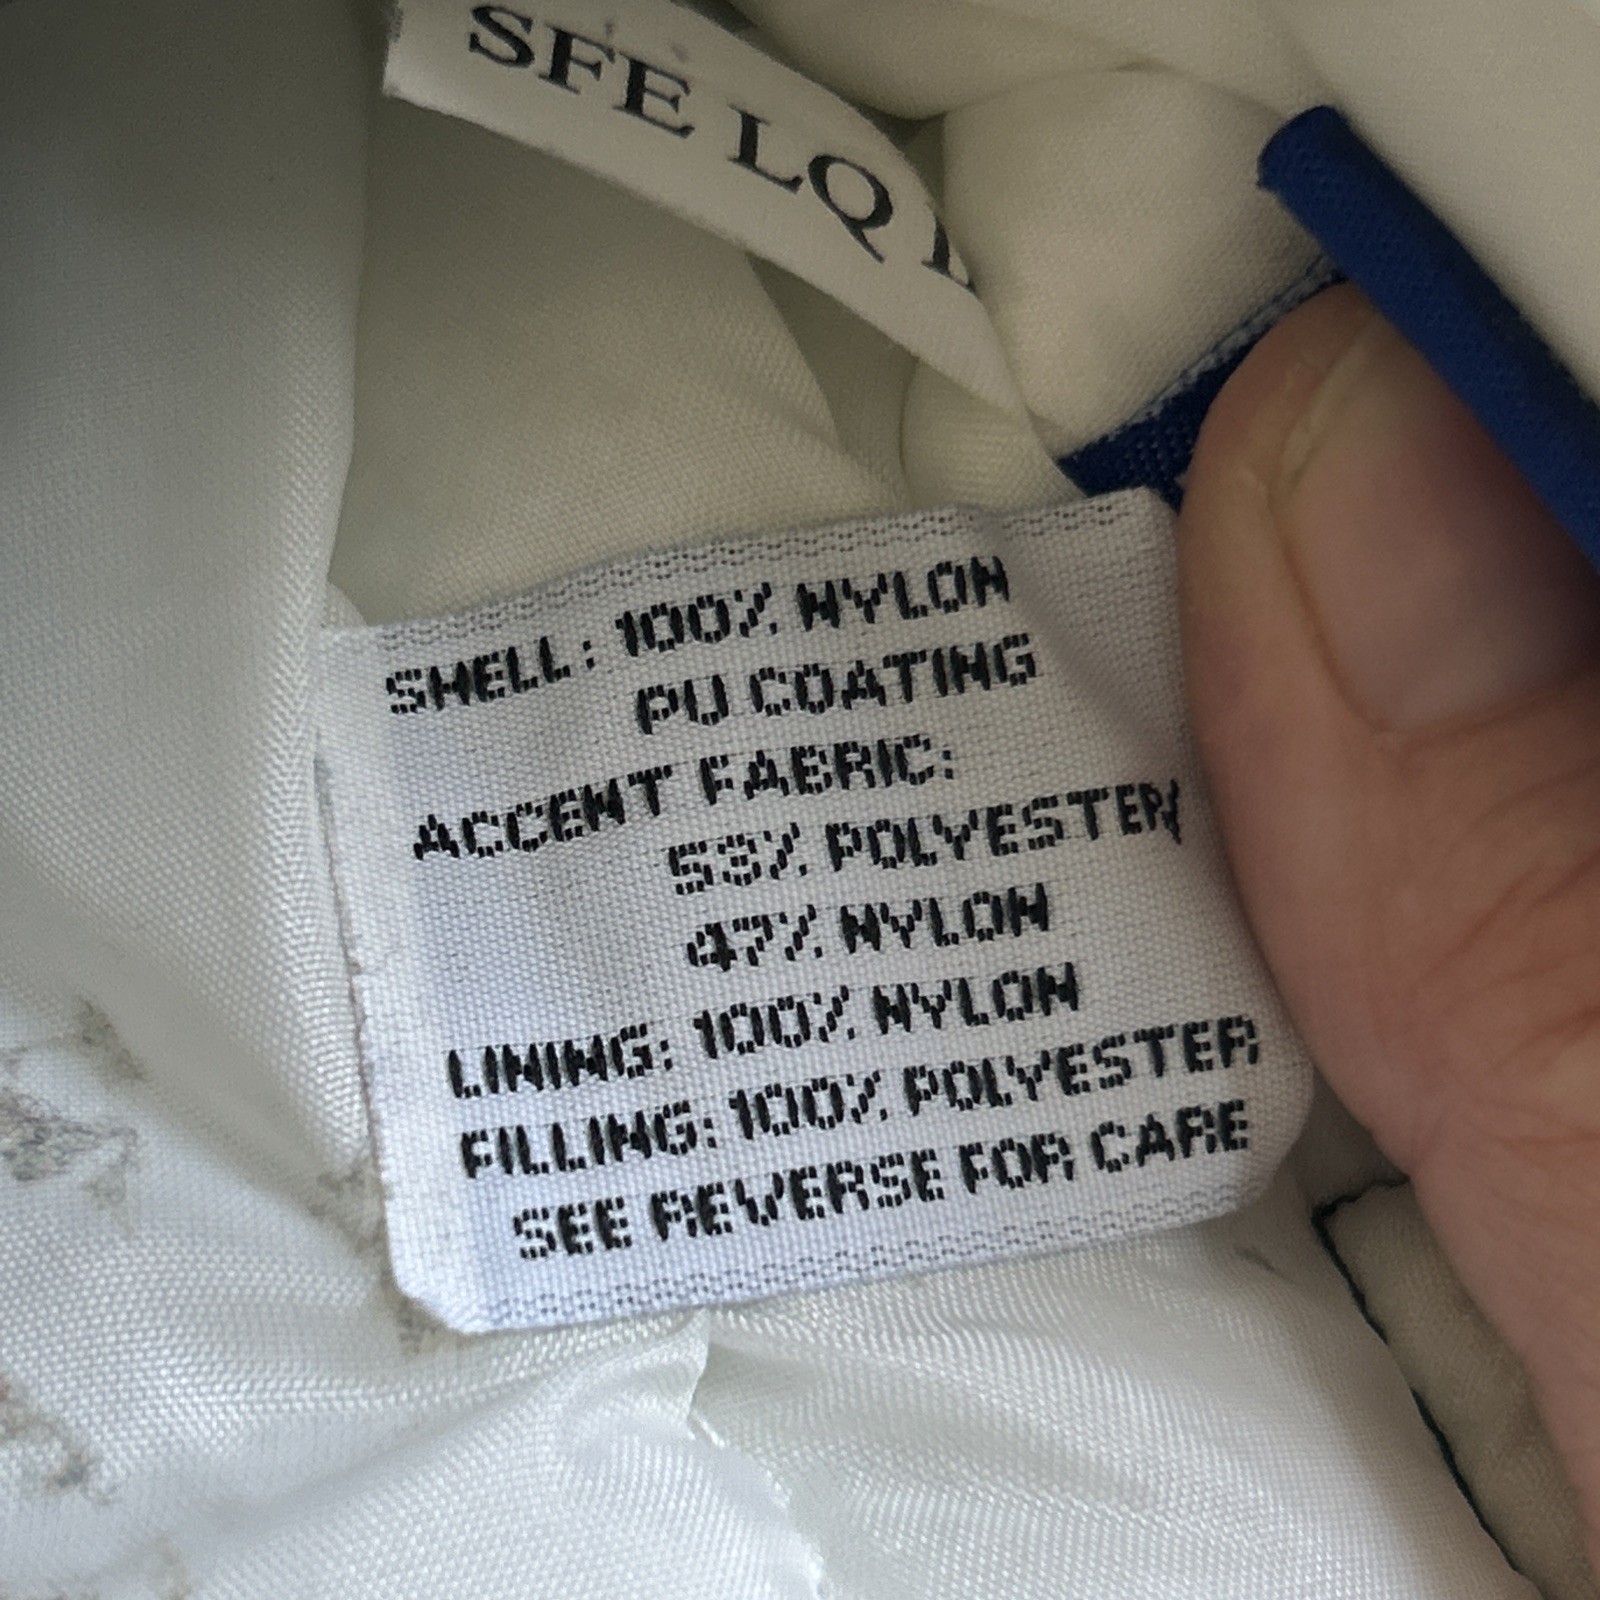 SFE LQ
SHELL: 100% NYLON
PU COATING
ACCENT FABRIC:
53% POLYESTER
47% NYLON
LINING: 100% NYLON
FILLING: 100% POLYESTER
SEE REVERSE FOR CARE